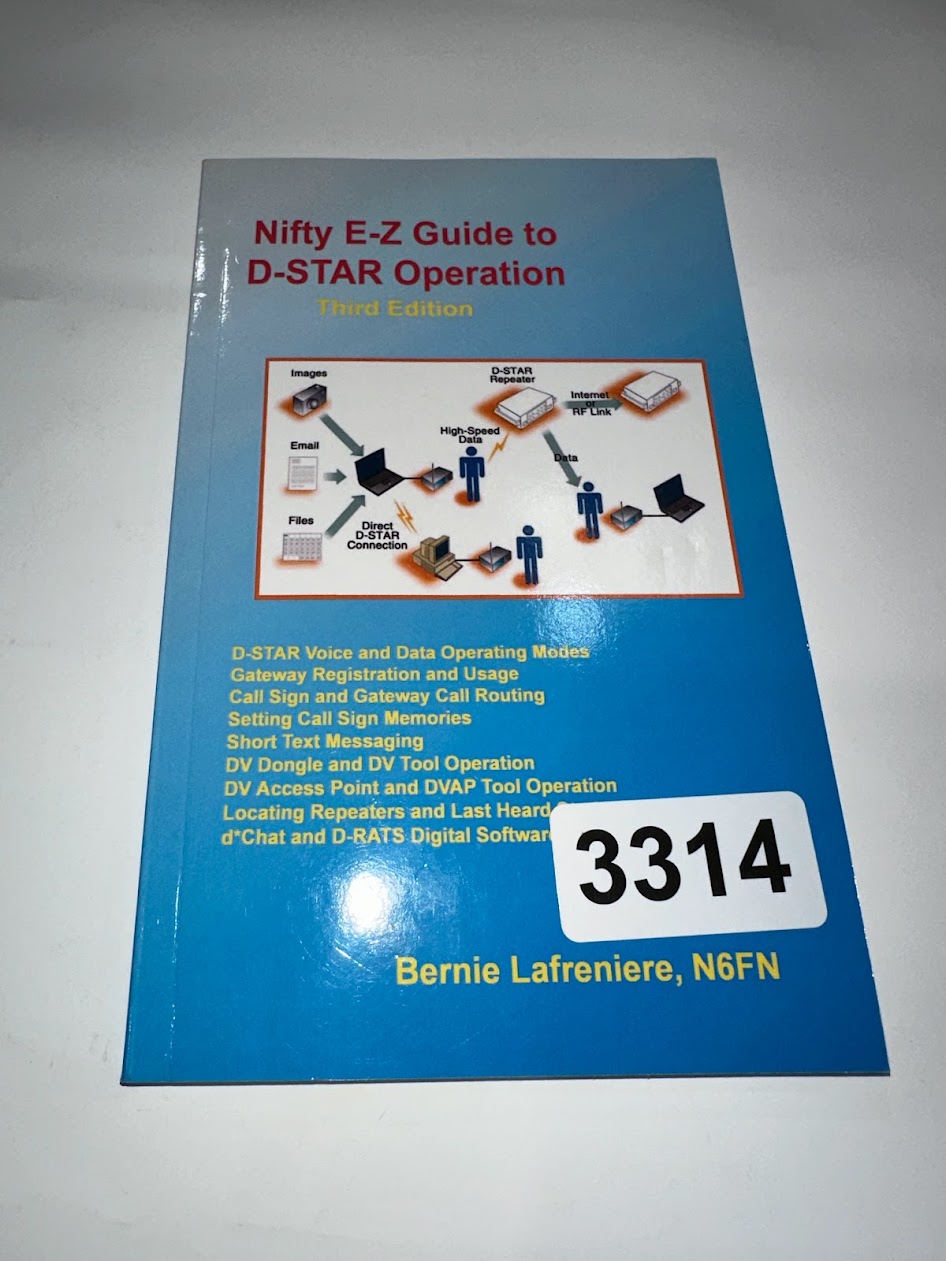 Nifty E-Z Guide to
D-STAR Operation
Third Edition
Images
D-STAR
Repeater
Internet
or
RF Link
High-Speed
Data
Email
Data
Files
Direct
D-STAR
Connection
D-STAR Voice and Data Operating Modes
Gateway Registration and Usage
Call Sign and Gateway Call Routing
Setting Call Sign Memories
Short Text Messaging
DV Dongle and DV Tool Operation
DV Access Point and DVAP Tool Operation
Locating Repeaters and Last Heard
d*Chat and D-RATS Digital Software
3314
Bernie Lafreniere, N6FN